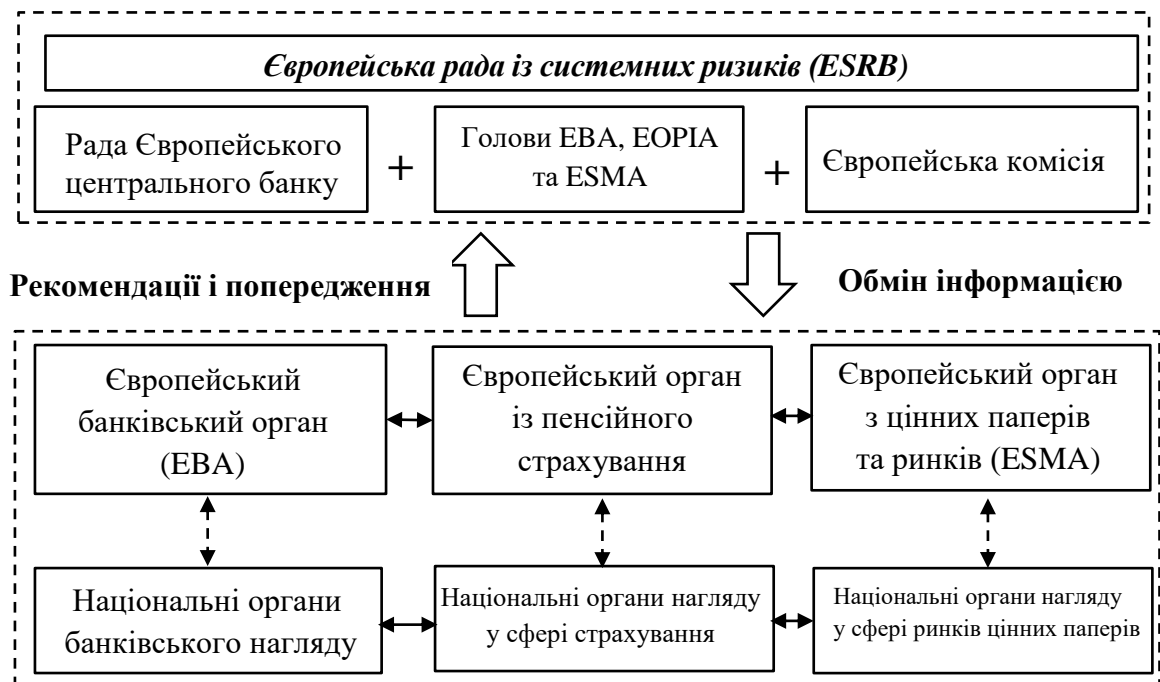 Європейська рада із системних ризиків (ESRB)
Рада Європейського
центрального банку
+
Голови ЕВА, ЕОРІА
та ESMA
+
Європейська комісія
Рекомендації і попередження
Обмін інформацією
Європейський
банківський орган
(ЕВА)
Європейський орган
із пенсійного
страхування
Європейський орган
з цінних паперів
та ринків (ESMA)
Національні органи
банківського нагляду
Національні органи нагляду
у сфері страхування
Національні органи нагляду
у сфері ринків цінних паперів